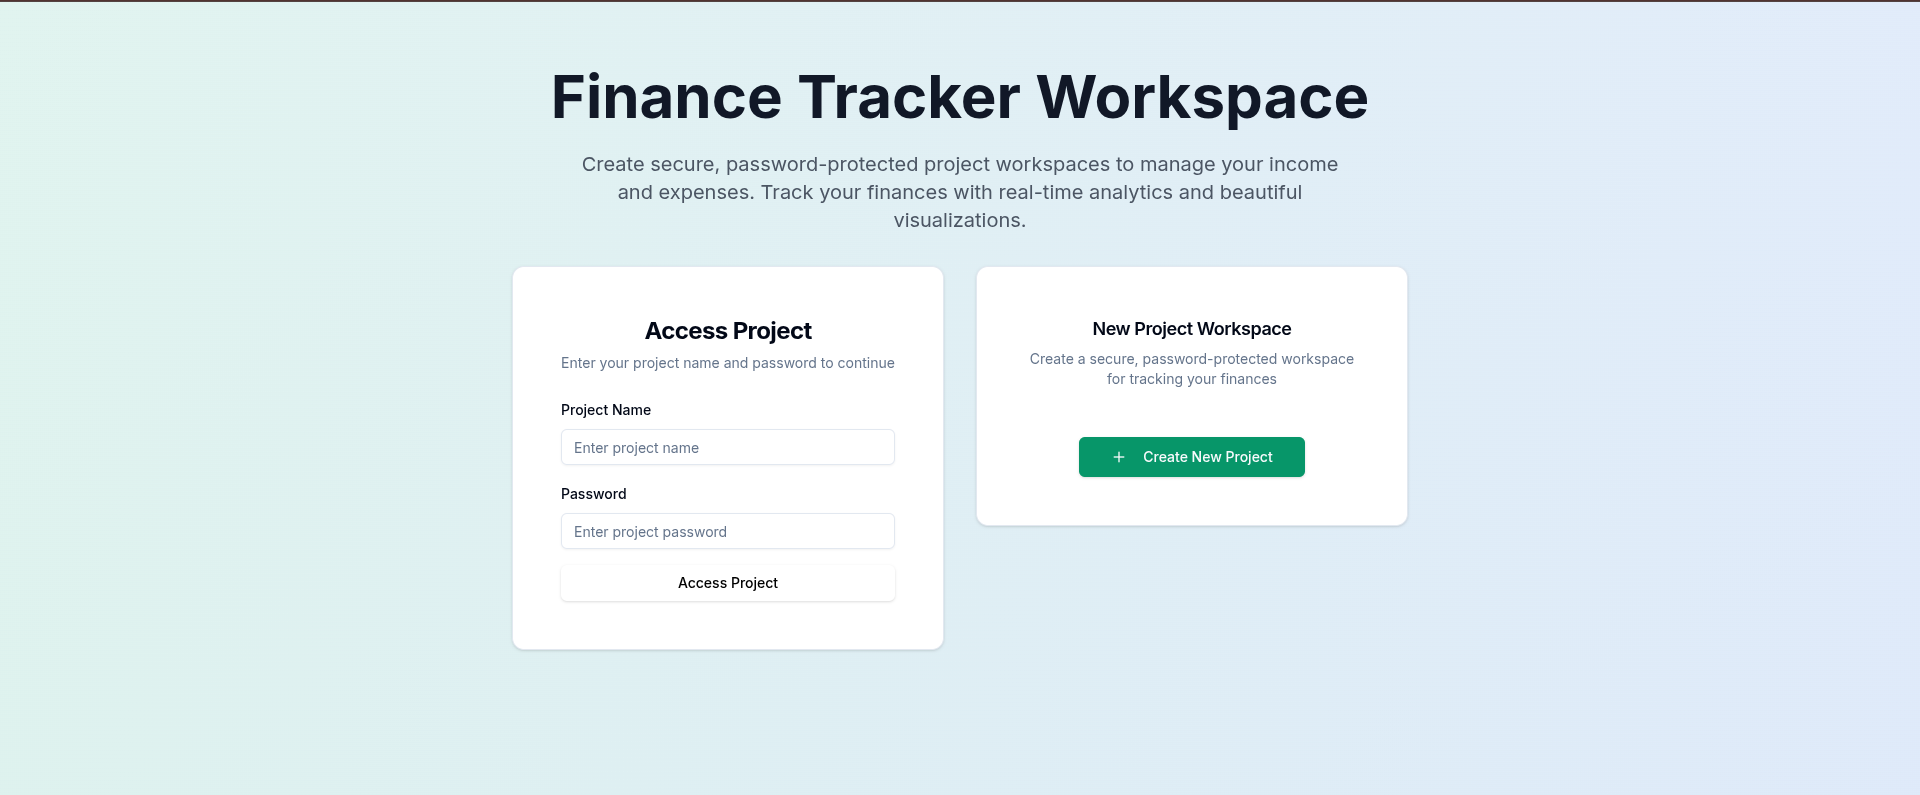 Finance Tracker Workspace
Create secure, password-protected project workspaces to manage your income
and expenses. Track your finances with real-time analytics and beautiful
visualizations.
Access Project
Enter your project name and password to continue
Project Name
Enter project name
Password
Enter project password
Access Project
New Project Workspace
Create a secure, password-protected workspace
for tracking your finances
Create New Project